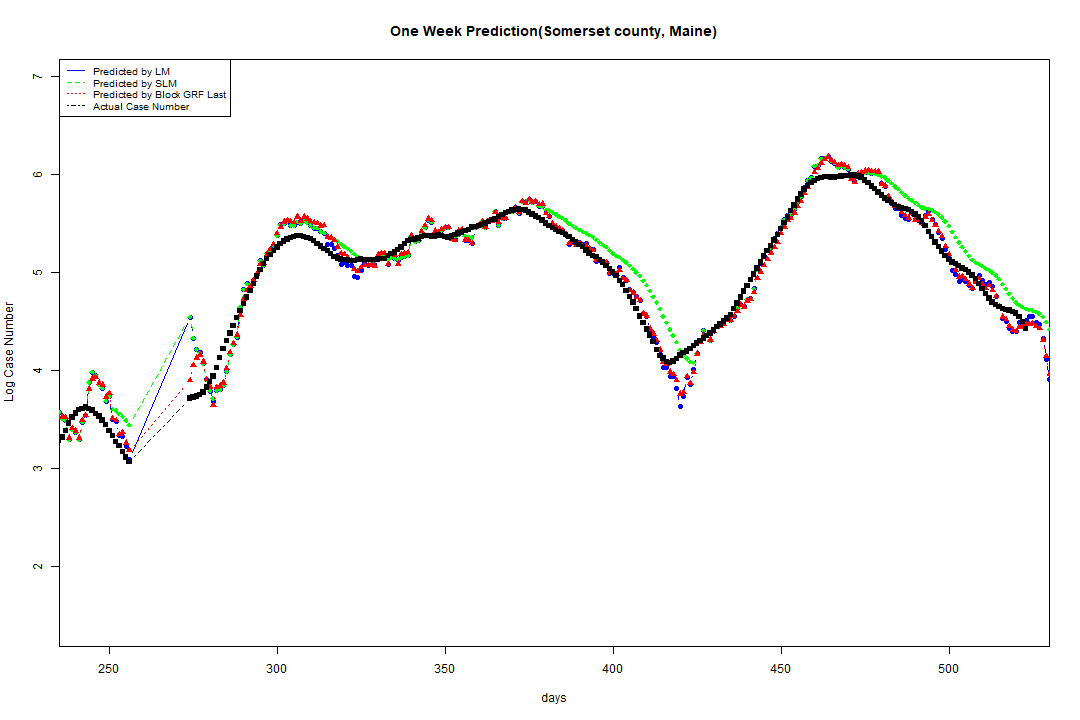 One Week Prediction(Somerset county, Maine)
Predicted by LM
Predicted by SLM
Predicted by Block GRF Last
Actual Case Number
7
6
5
4
3
2
Log Case Number
250 300 350 400 450 500
days